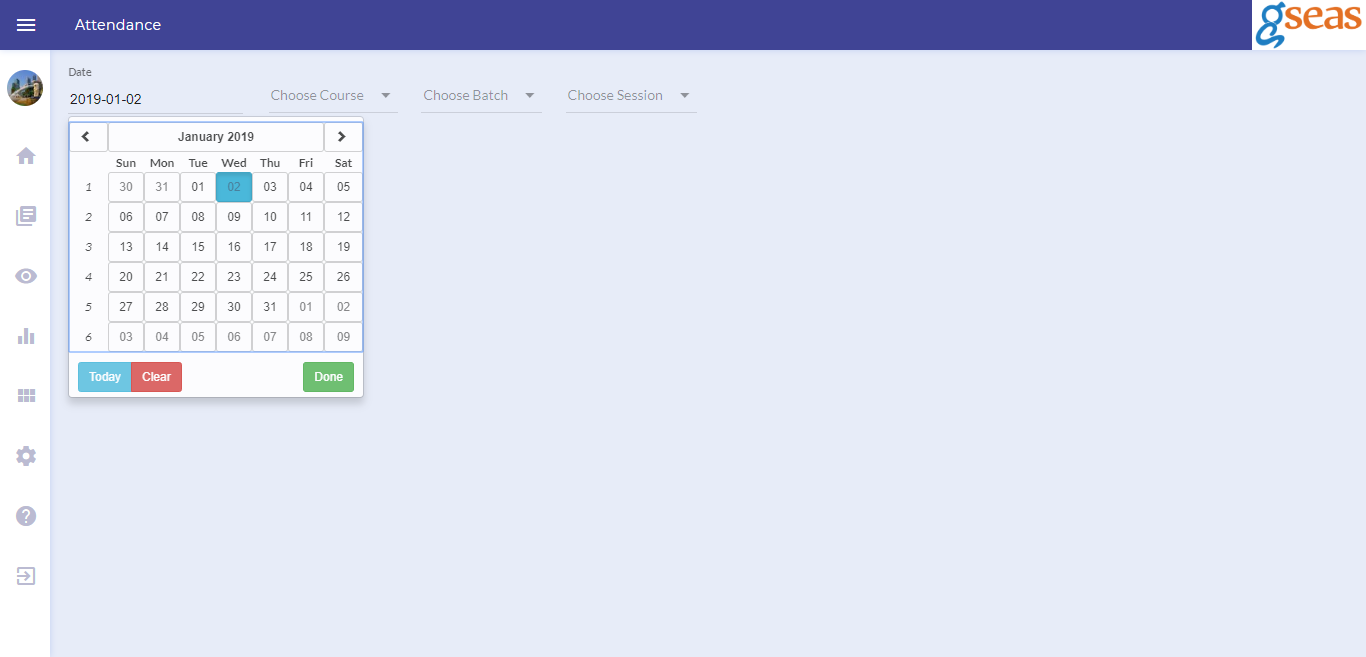 Attendance
gseas
Date
2019-01-02
Choose Course
Choose Batch
Choose Session
January 2019
Sun Mon Tue Wed Thu Fri Sat
1 30 31 01 02 03 04 05
2 06 07 08 09 10 11 12
3 13 14 15 16 17 18 19
4 20 21 22 23 24 25 26
5 27 28 29 30 31 01 02
6 03 04 05 06 07 08 09
Today Clear Done